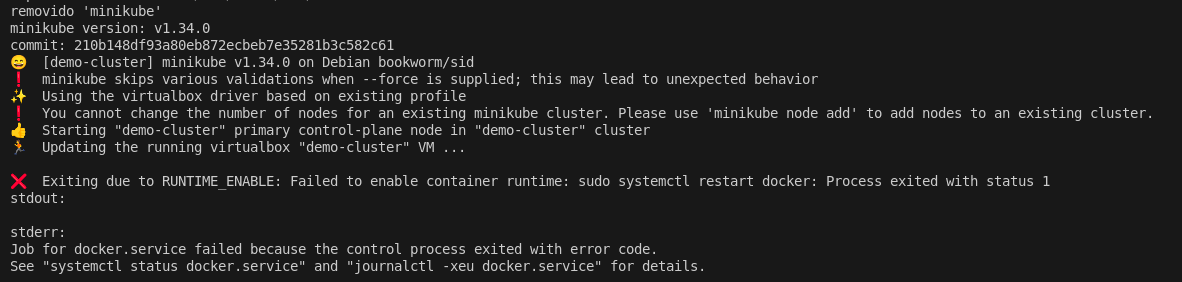 removido 'minikube'
minikube version: v1.34.0
commit: 210b148df93a80eb872ecbeb7e35281b3c582c61
😄 [demo-cluster] minikube v1.34.0 on Debian bookworm/sid
❗ minikube skips various validations when --force is supplied; this may lead to unexpected behavior
✨ Using the virtualbox driver based on existing profile
❗ You cannot change the number of nodes for an existing minikube cluster. Please use 'minikube node add' to add nodes to an existing cluster.
👍 Starting "demo-cluster" primary control-plane node in "demo-cluster" cluster
🏃 Updating the running virtualbox "demo-cluster" VM ...
❌ Exiting due to RUNTIME_ENABLE: Failed to enable container runtime: sudo systemctl restart docker: Process exited with status 1
stdout:
stderr:
Job for docker.service failed because the control process exited with error code.
See "systemctl status docker.service" and "journalctl -xeu docker.service" for details.